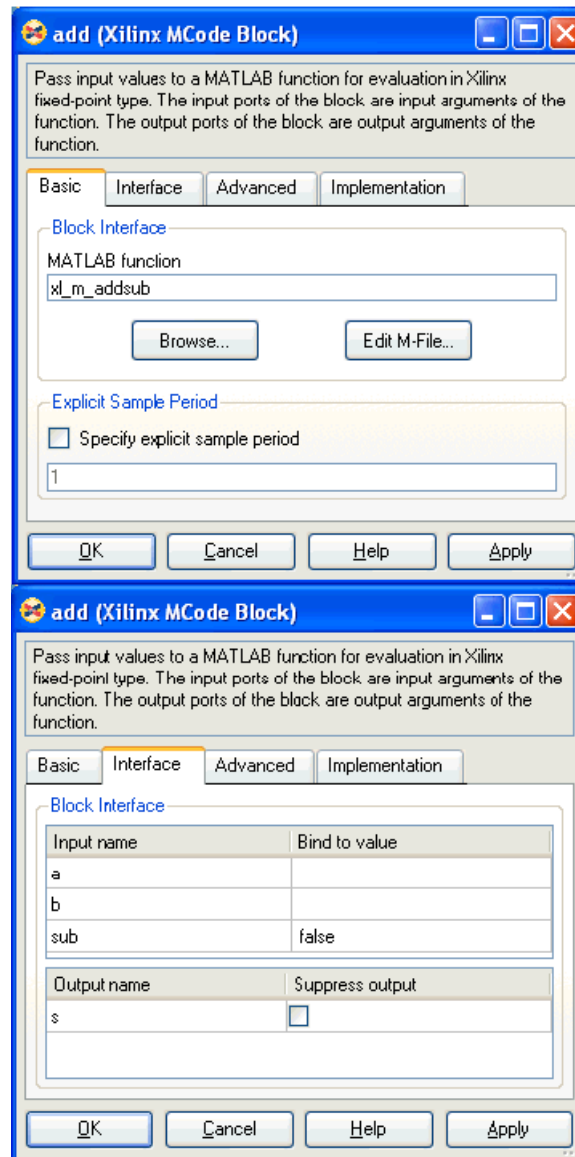 add (Xilinx MCode Block)
Pass input values to a MATLAB function for evaluation in Xilinx
fixed-point type. The input ports of the block are input arguments of the
function. The output ports of the block are output arguments of the
function.
Basic Interface Advanced Implementation
Block Interface
MATLAB function
xl_m_addsub
Browse... Edit M-File...
Explicit Sample Period
Specify explicit sample period
1
OK Cancel Help Apply
add (Xilinx MCode Block)
Pass input values to a MATLAB function for evaluation in Xilinx
fixed-point type. The input ports of the block are input arguments of the
function. The output ports of the block are output arguments of the
function.
Basic Interface Advanced Implementation
Block Interface
Input name Bind to value
a
b
sub false
Output name Suppress output
s
OK Cancel Help Apply